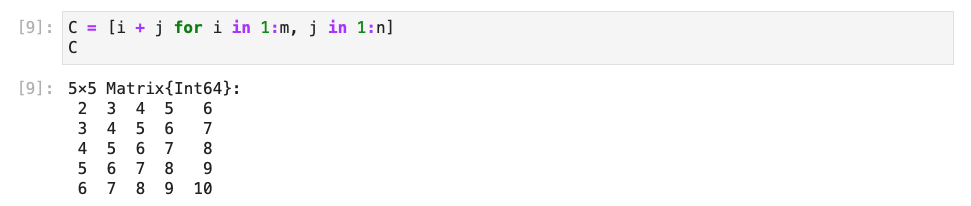 [9]: C = [i + j for i in 1:m, j in 1:n]
C
[9]: 5×5 Matrix{Int64}:
2 3 4 5 6
3 4 5 6 7
4 5 6 7 8
5 6 7 8 9
6 7 8 9 10